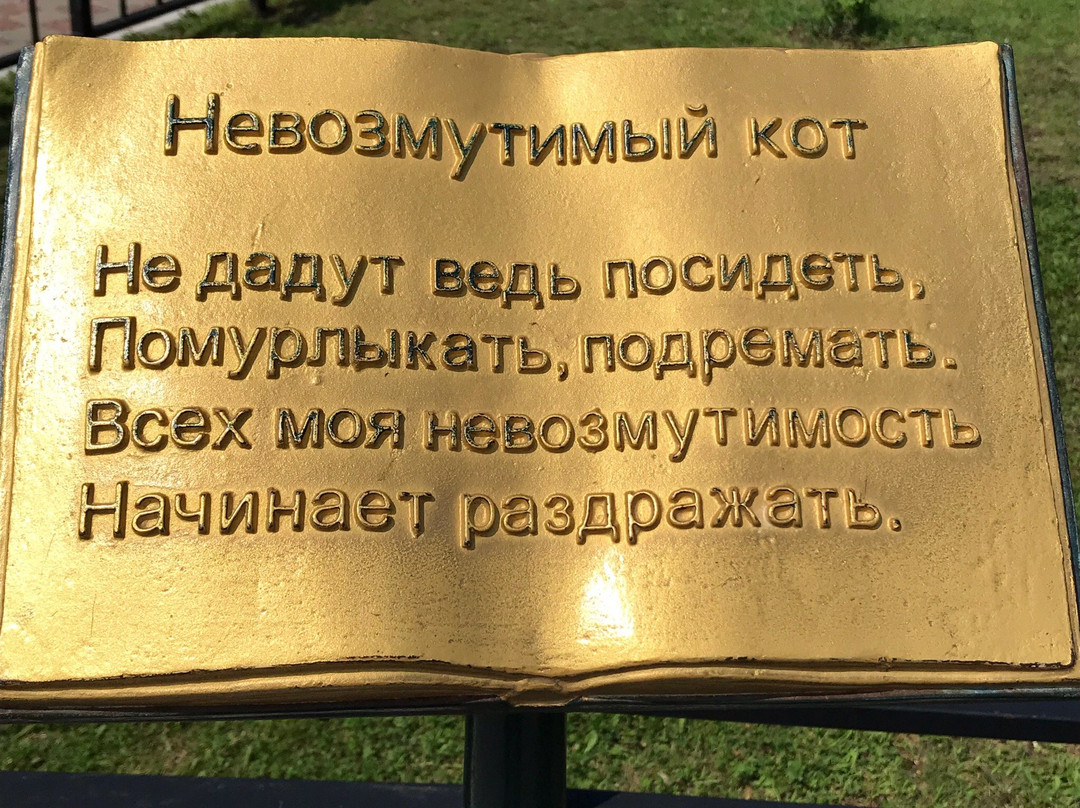 Невозмутимый кот
Не дадут ведь посидеть,
Помурлыкать, подремать.
Всех моя невозмутимость
Начинает раздражать.